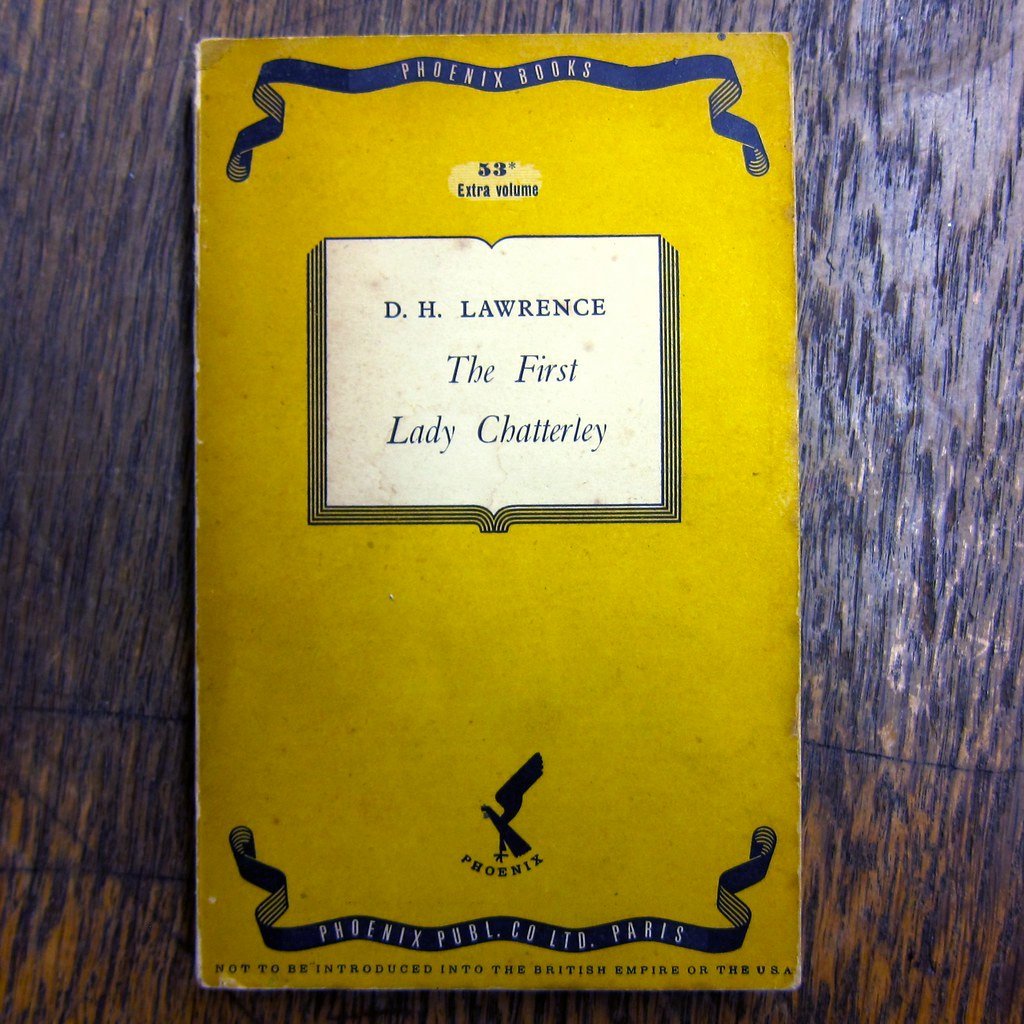 PHOENIX BOOKS
53*
Extra volume
D. H. LAWRENCE
The First
Lady Chatterley
PHOENIX
PHOENIX PUBL. CO LTD. PARIS
NOT TO BE INTRODUCED INTO THE BRITISH EMPIRE OR THE U S.A